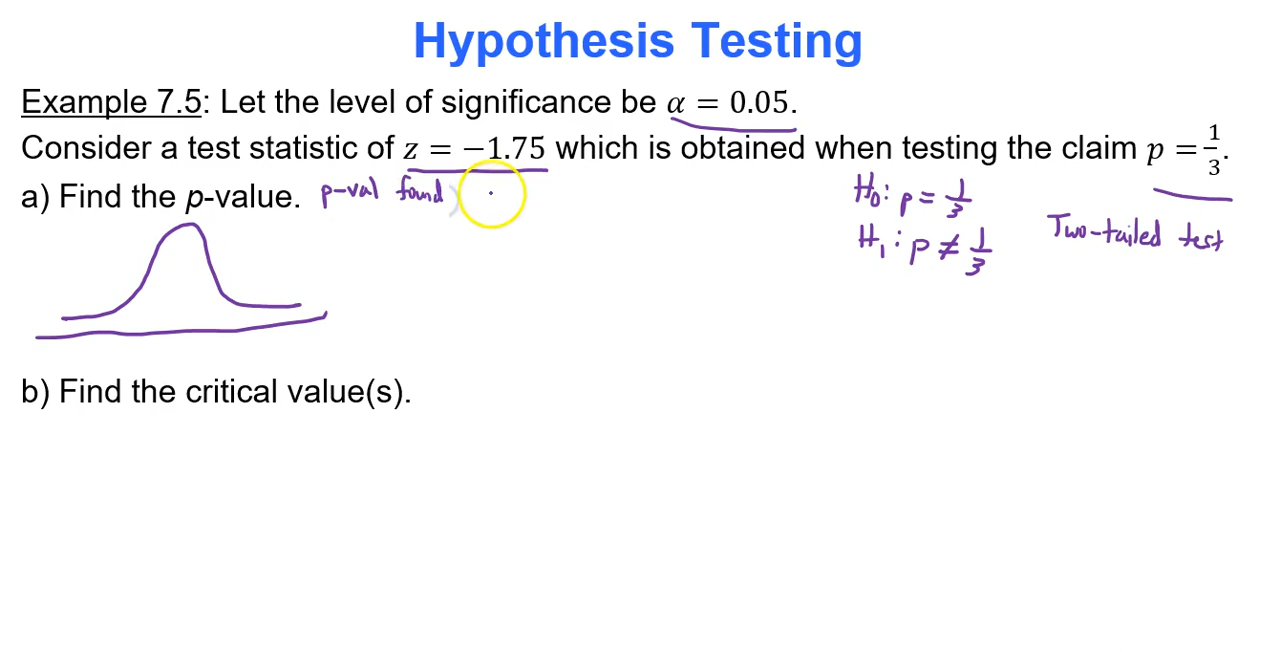 Hypothesis Testing
Example 7.5: Let the level of significance be α = 0.05.
Consider a test statistic of z = −1.75 which is obtained when testing the claim p = 1/3.
a) Find the p-value. p-val found
H₀: p = 1/3
H₁: p ≠ 1/3
Two-tailed test
b) Find the critical value(s).